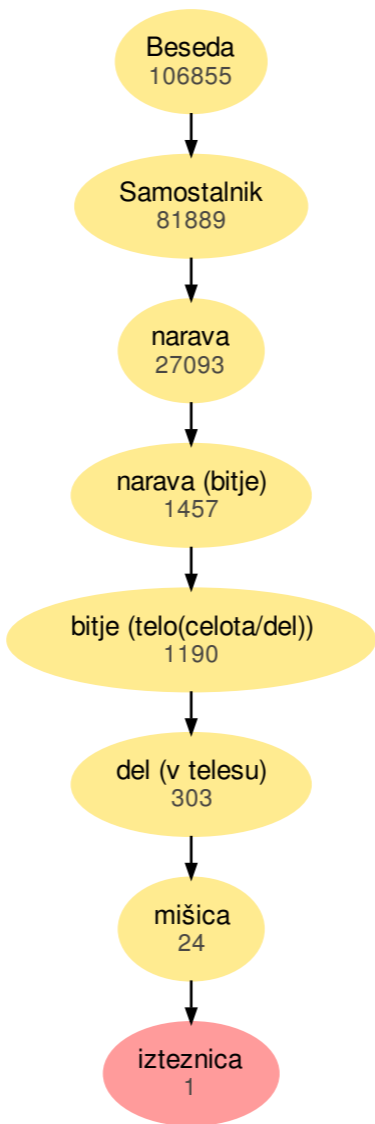 Beseda
106855
Samostalnik
81889
narava
27093
narava (bitje)
1457
bitje (telo(celota/del))
1190
del (v telesu)
303
mišica
24
izteznica
1